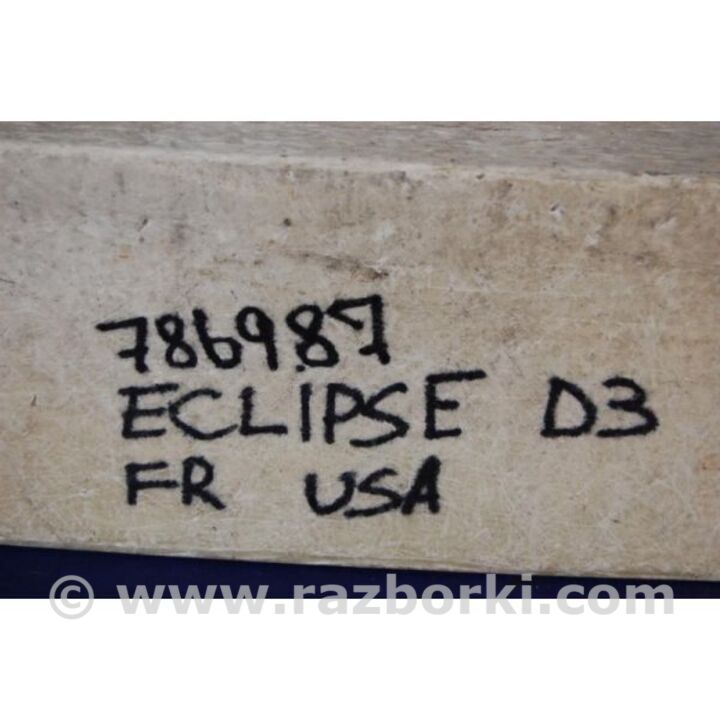 786987
ECLIPSE D3
FR USA
© www.razborki.com